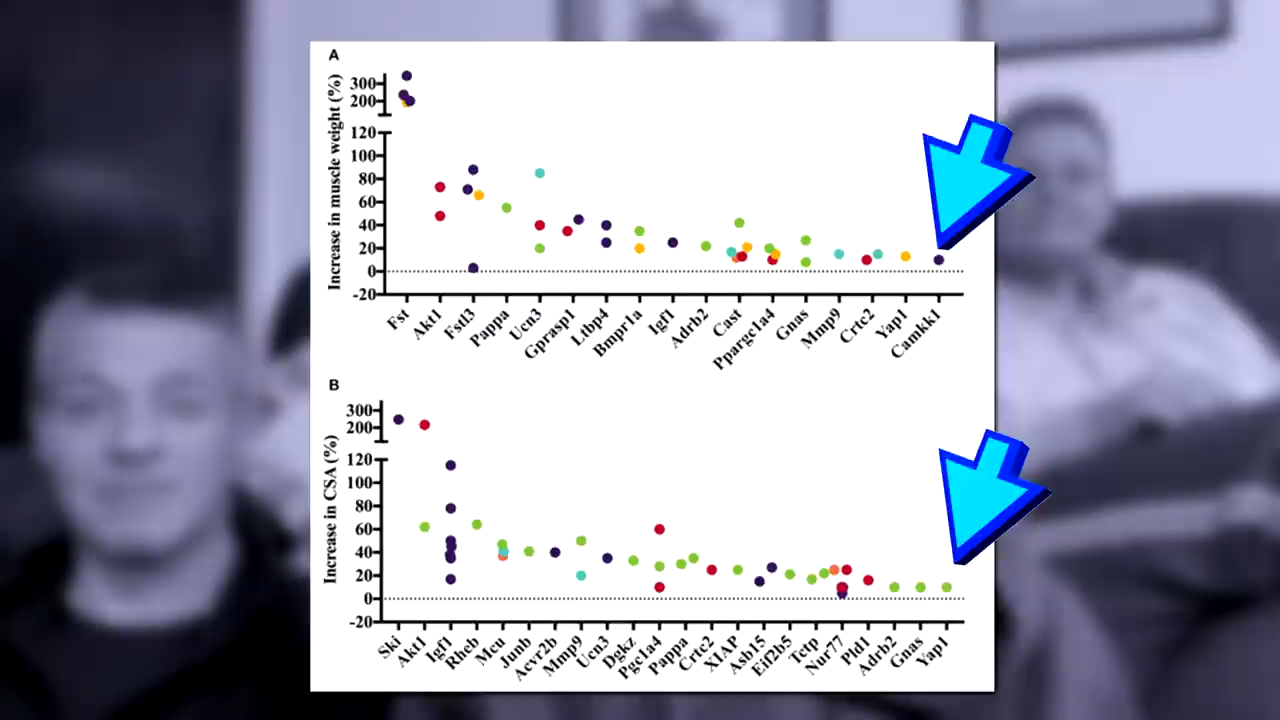 A
Increase in muscle weight (%)
300
200
120
100
80
60
40
20
0
-20
Fst
Akt1
Fstl3
Pappa
Ucn3
Gprasp1
Ltbp4
Bmpr1a
Igf1
Adrb2
Cast
Ppargc1a4
Gnas
Mmp9
Crtc2
Yap1
Camkk1
B
Increase in CSA (%)
300
200
120
100
80
60
40
20
0
-20
Ski
Akt1
Igf1
Rheb
Mcu
Junb
Acvr2b
Mmp9
Ucn3
Dgkz
Pgc1a4
Pappa
Crtc2
XIAP
Asb15
Eif2b5
Tctp
Nur77
Pld1
Adrb2
Gnas
Yap1